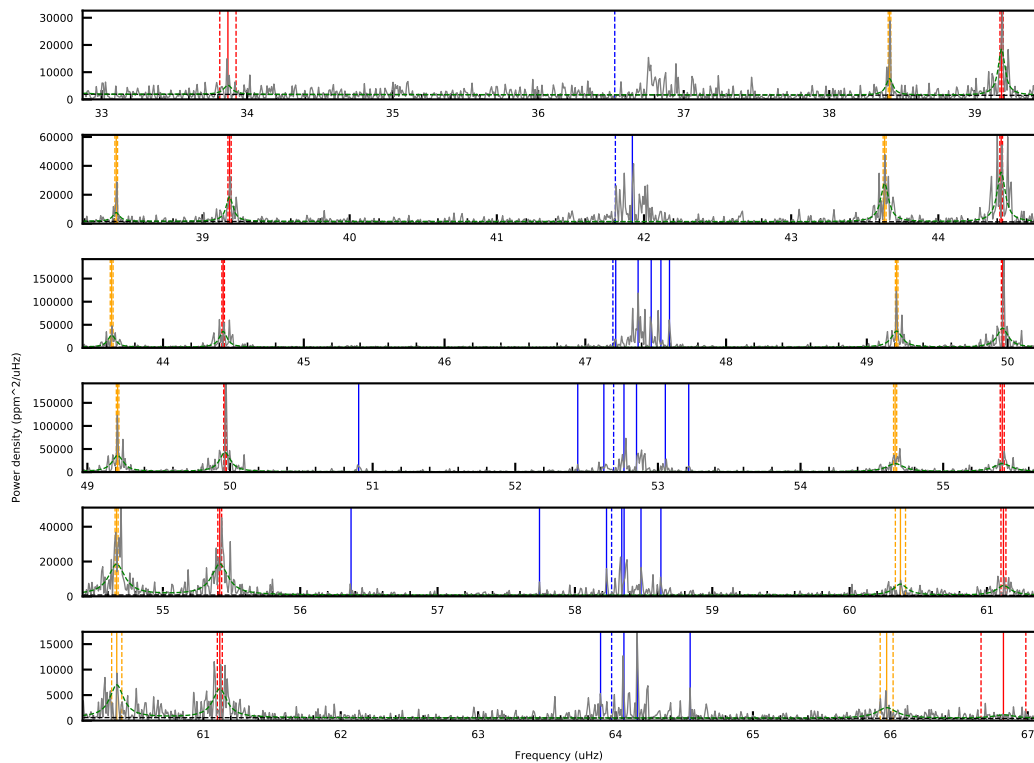 30000
20000
10000
0
33 34 35 36 37 38 39
60000
40000
20000
0
39 40 41 42 43 44
150000
100000
50000
0
44 45 46 47 48 49 50
Power density (ppm^2/uHz)
150000
100000
50000
0
49 50 51 52 53 54 55
40000
20000
0
55 56 57 58 59 60 61
15000
10000
5000
0
61 62 63 64 65 66 67
Frequency (uHz)